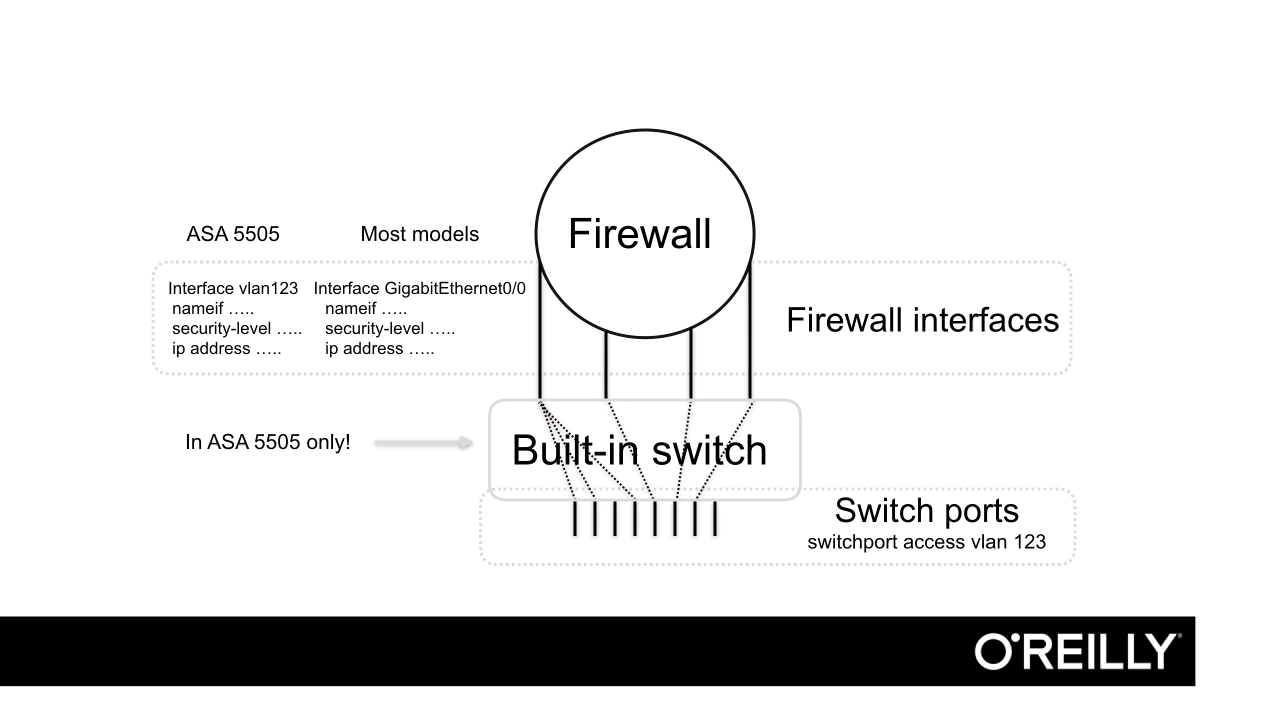 Firewall
ASA 5505
Most models
Interface vlan123
nameif …..
security-level …..
ip address …..
Interface GigabitEthernet0/0
nameif …..
security-level …..
ip address …..
Firewall interfaces
In ASA 5505 only!
Built-in switch
Switch ports
switchport access vlan 123
O'REILLY®